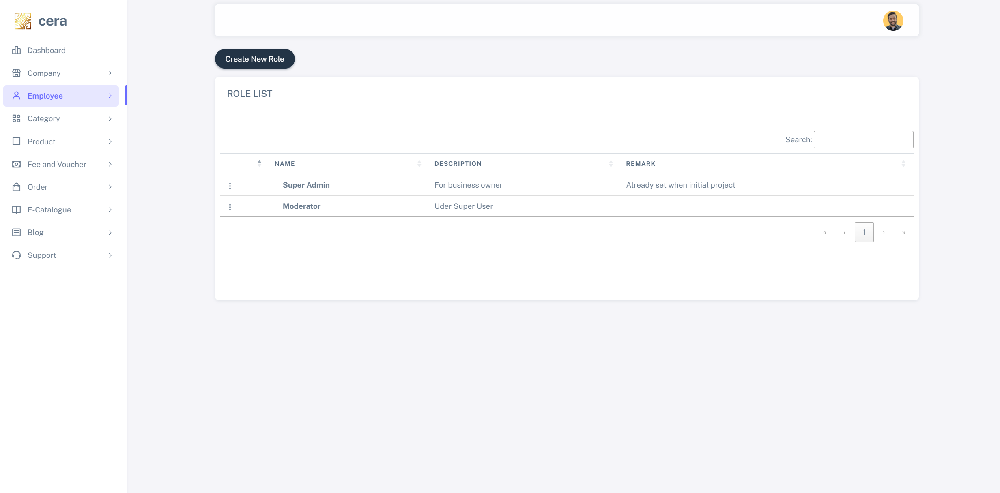 cera
Dashboard
Company
Employee
Category
Product
Fee and Voucher
Order
E-Catalogue
Blog
Support
Create New Role
ROLE LIST
Search:
NAME DESCRIPTION REMARK
Super Admin For business owner Already set when initial project
Moderator Uder Super User
« ‹ 1 › »